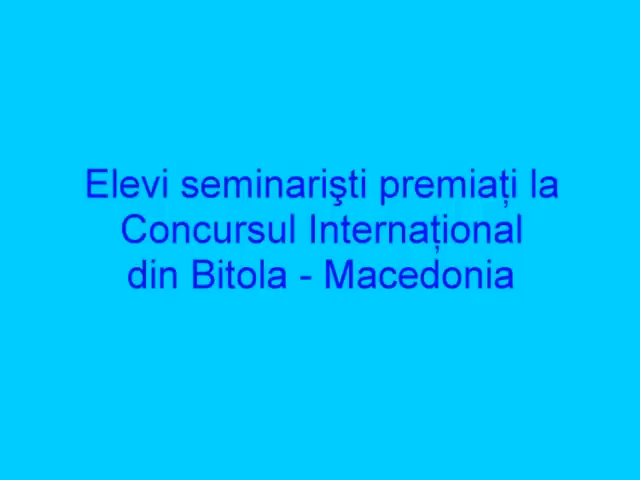 Elevi seminarişti premiați la
Concursul Internațional
din Bitola - Macedonia